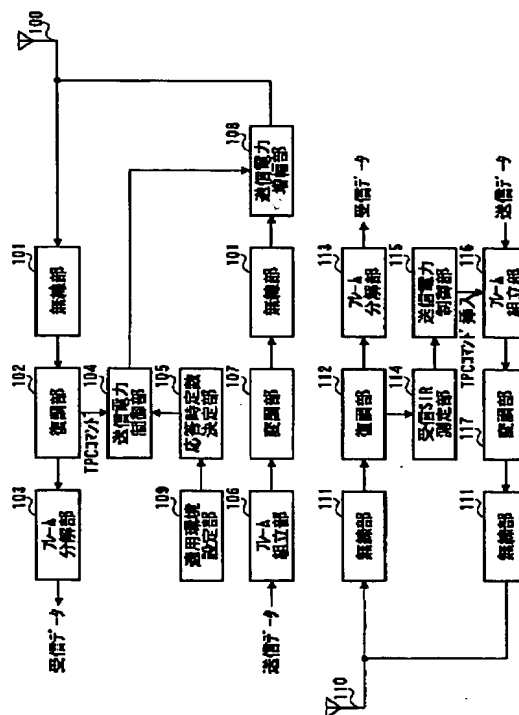 100
101
無線部
102
復調部
103
フレーム
分解部
受信データ
TPCコマンド
104
送信電力
制御部
105
応答時定数
決定部
109
適用環境
設定部
108
送信電力
増幅部
101
無線部
107
変調部
106
フレーム
組立部
送信データ
110
111
無線部
112
復調部
113
フレーム
分解部
受信データ
114
受信SIR
測定部
115
送信電力
制御部
TPCコマンド挿入
116
フレーム
組立部
送信データ
117
変調部
111
無線部